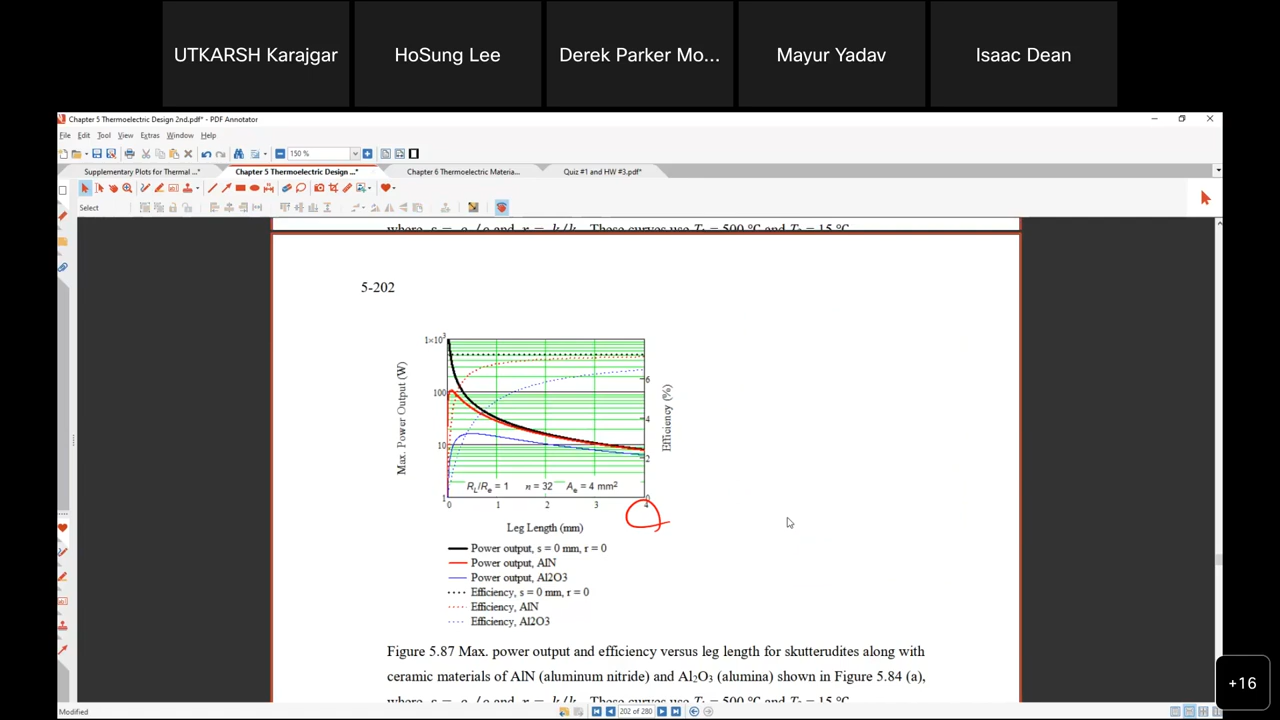 UTKARSH Karajgar
HoSung Lee
Derek Parker Mo...
Mayur Yadav
Isaac Dean
Chapter 5 Thermoelectric Design 2nd.pdf* - PDF Annotator
File Edit Tool View Extras Window Help
150 %
Supplementary Plots for Thermal ...*
Chapter 5 Thermoelectric Design ...*
Chapter 6 Thermoelectric Materia...
Quiz #1 and HW #3.pdf*
Select
5-202
1×10³
100
10
1
Max. Power Output (W)
6
4
2
0
Efficiency (%)
R_L/R_e = 1 n = 32 A_e = 4 mm²
0 1 2 3 4
Leg Length (mm)
Power output, s = 0 mm, r = 0
Power output, AlN
Power output, Al2O3
Efficiency, s = 0 mm, r = 0
Efficiency, AlN
Efficiency, Al2O3
Figure 5.87 Max. power output and efficiency versus leg length for skutterudites along with
ceramic materials of AlN (aluminum nitride) and Al₂O₃ (alumina) shown in Figure 5.84 (a),
+16
Modified
202 of 280